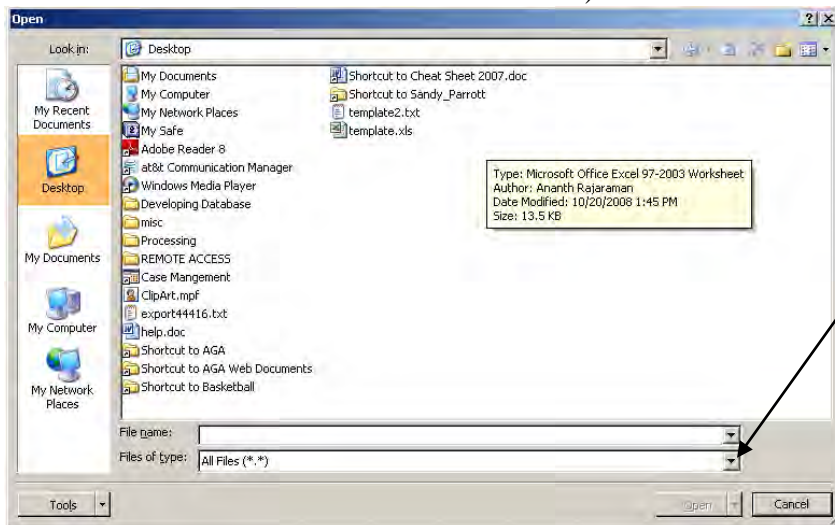 Open
Look in:
Desktop
My Recent
Documents
Desktop
My Documents
My Computer
My Network
Places
My Documents
My Computer
My Network Places
My Safe
Adobe Reader 8
at&t Communication Manager
Windows Media Player
Developing Database
misc
Processing
REMOTE ACCESS
Case Mangement
ClipArt.mpf
export44416.txt
help.doc
Shortcut to AGA
Shortcut to AGA Web Documents
Shortcut to Basketball
Shortcut to Cheat Sheet 2007.doc
Shortcut to Sandy_Parrott
template2.txt
template.xls
Type: Microsoft Office Excel 97-2003 Worksheet
Author: Ananth Rajaraman
Date Modified: 10/20/2008 1:45 PM
Size: 13.5 KB
File name:
Files of type:
All Files (*.*)
Tools
Open
Cancel